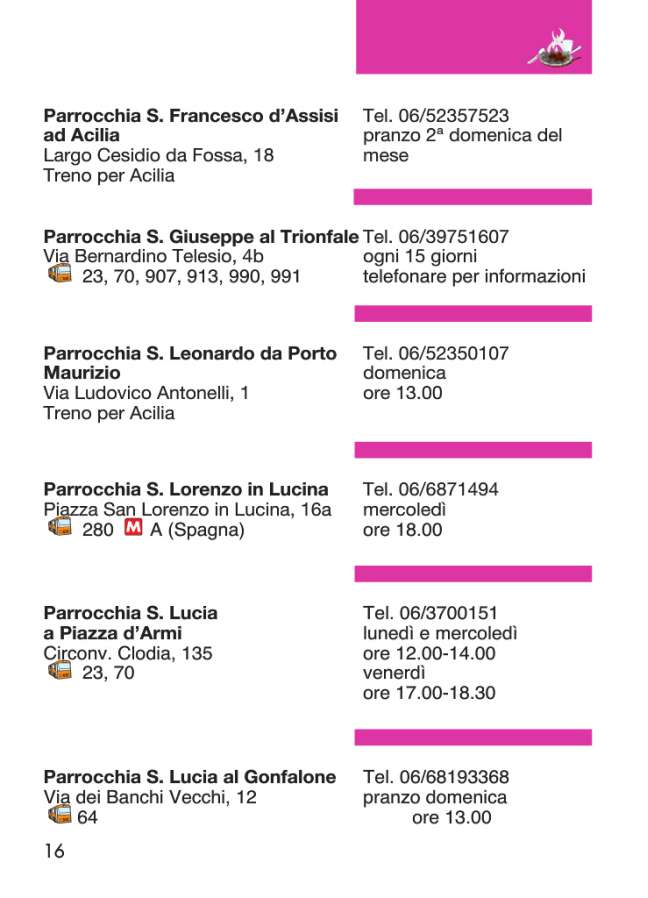 Parrocchia S. Francesco d'Assisi
ad Acilia
Largo Cesidio da Fossa, 18
Treno per Acilia
Tel. 06/52357523
pranzo 2ª domenica del
mese
Parrocchia S. Giuseppe al Trionfale
Via Bernardino Telesio, 4b
23, 70, 907, 913, 990, 991
Tel. 06/39751607
ogni 15 giorni
telefonare per informazioni
Parrocchia S. Leonardo da Porto
Maurizio
Via Ludovico Antonelli, 1
Treno per Acilia
Tel. 06/52350107
domenica
ore 13.00
Parrocchia S. Lorenzo in Lucina
Piazza San Lorenzo in Lucina, 16a
280 M A (Spagna)
Tel. 06/6871494
mercoledì
ore 18.00
Parrocchia S. Lucia
a Piazza d'Armi
Circonv. Clodia, 135
23, 70
Tel. 06/3700151
lunedì e mercoledì
ore 12.00-14.00
venerdì
ore 17.00-18.30
Parrocchia S. Lucia al Gonfalone
Via dei Banchi Vecchi, 12
64
Tel. 06/68193368
pranzo domenica
ore 13.00
16